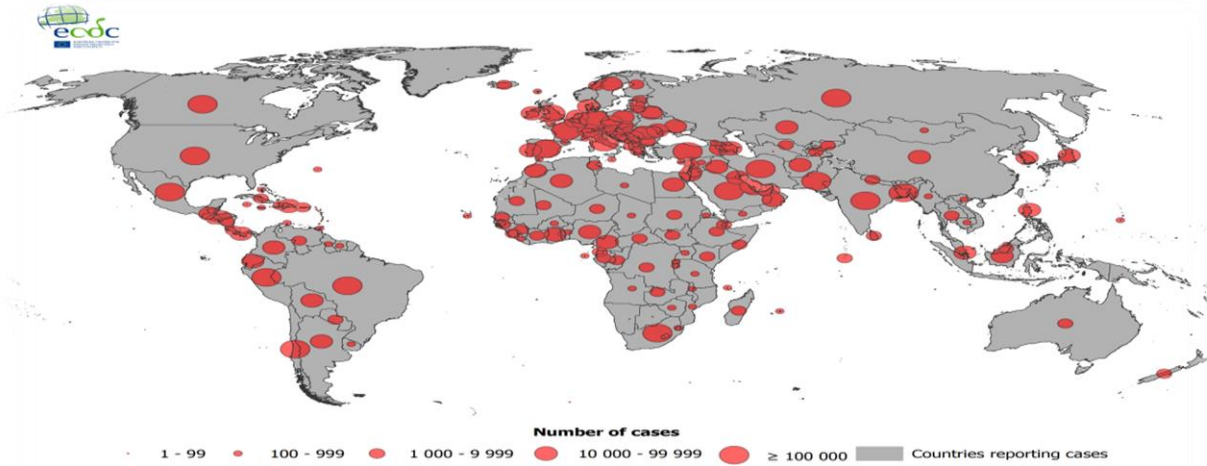 ecdc
Number of cases
1 - 99 100 - 999 1 000 - 9 999 10 000 - 99 999 ≥ 100 000 Countries reporting cases